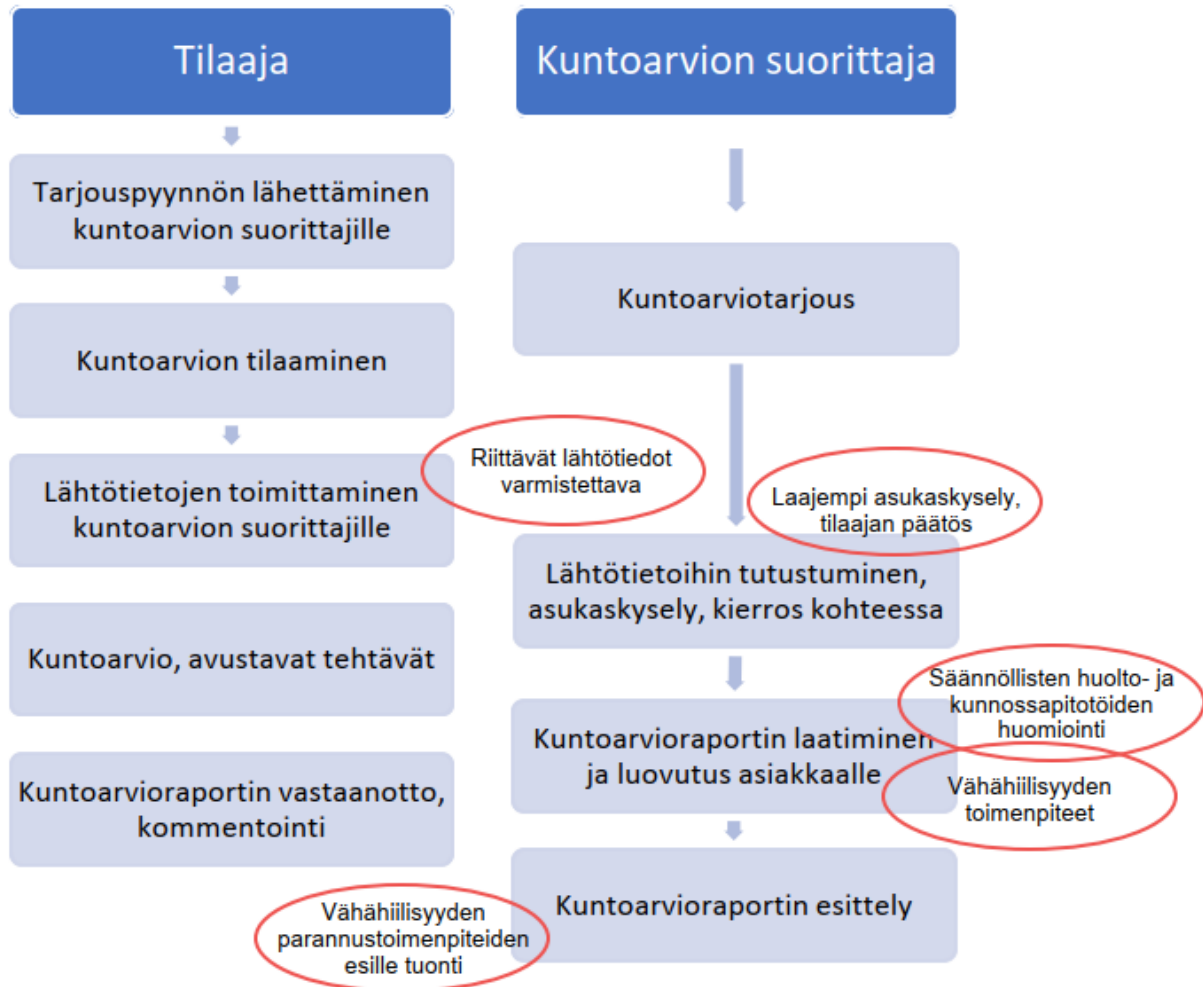 Tilaaja
Tarjouspyynnön lähettäminen
kuntoarvion suorittajille
Kuntoarvion tilaaminen
Lähtötietojen toimittaminen
kuntoarvion suorittajille
Riittävät lähtötiedot
varmistettava
Kuntoarvio, avustavat tehtävät
Kuntoarvioraportin vastaanotto,
kommentointi
Kuntoarvion suorittaja
Kuntoarviotarjous
Laajempi asukaskysely,
tilaajan päätös
Lähtötietoihin tutustuminen,
asukaskysely, kierros kohteessa
Säännöllisten huolto- ja
kunnossapitotöiden
huomiointi
Kuntoarvioraportin laatiminen
ja luovutus asiakkaalle
Vähähiilisyyden
toimenpiteet
Kuntoarvioraportin esittely
Vähähiilisyyden
parannustoimenpiteiden
esille tuonti